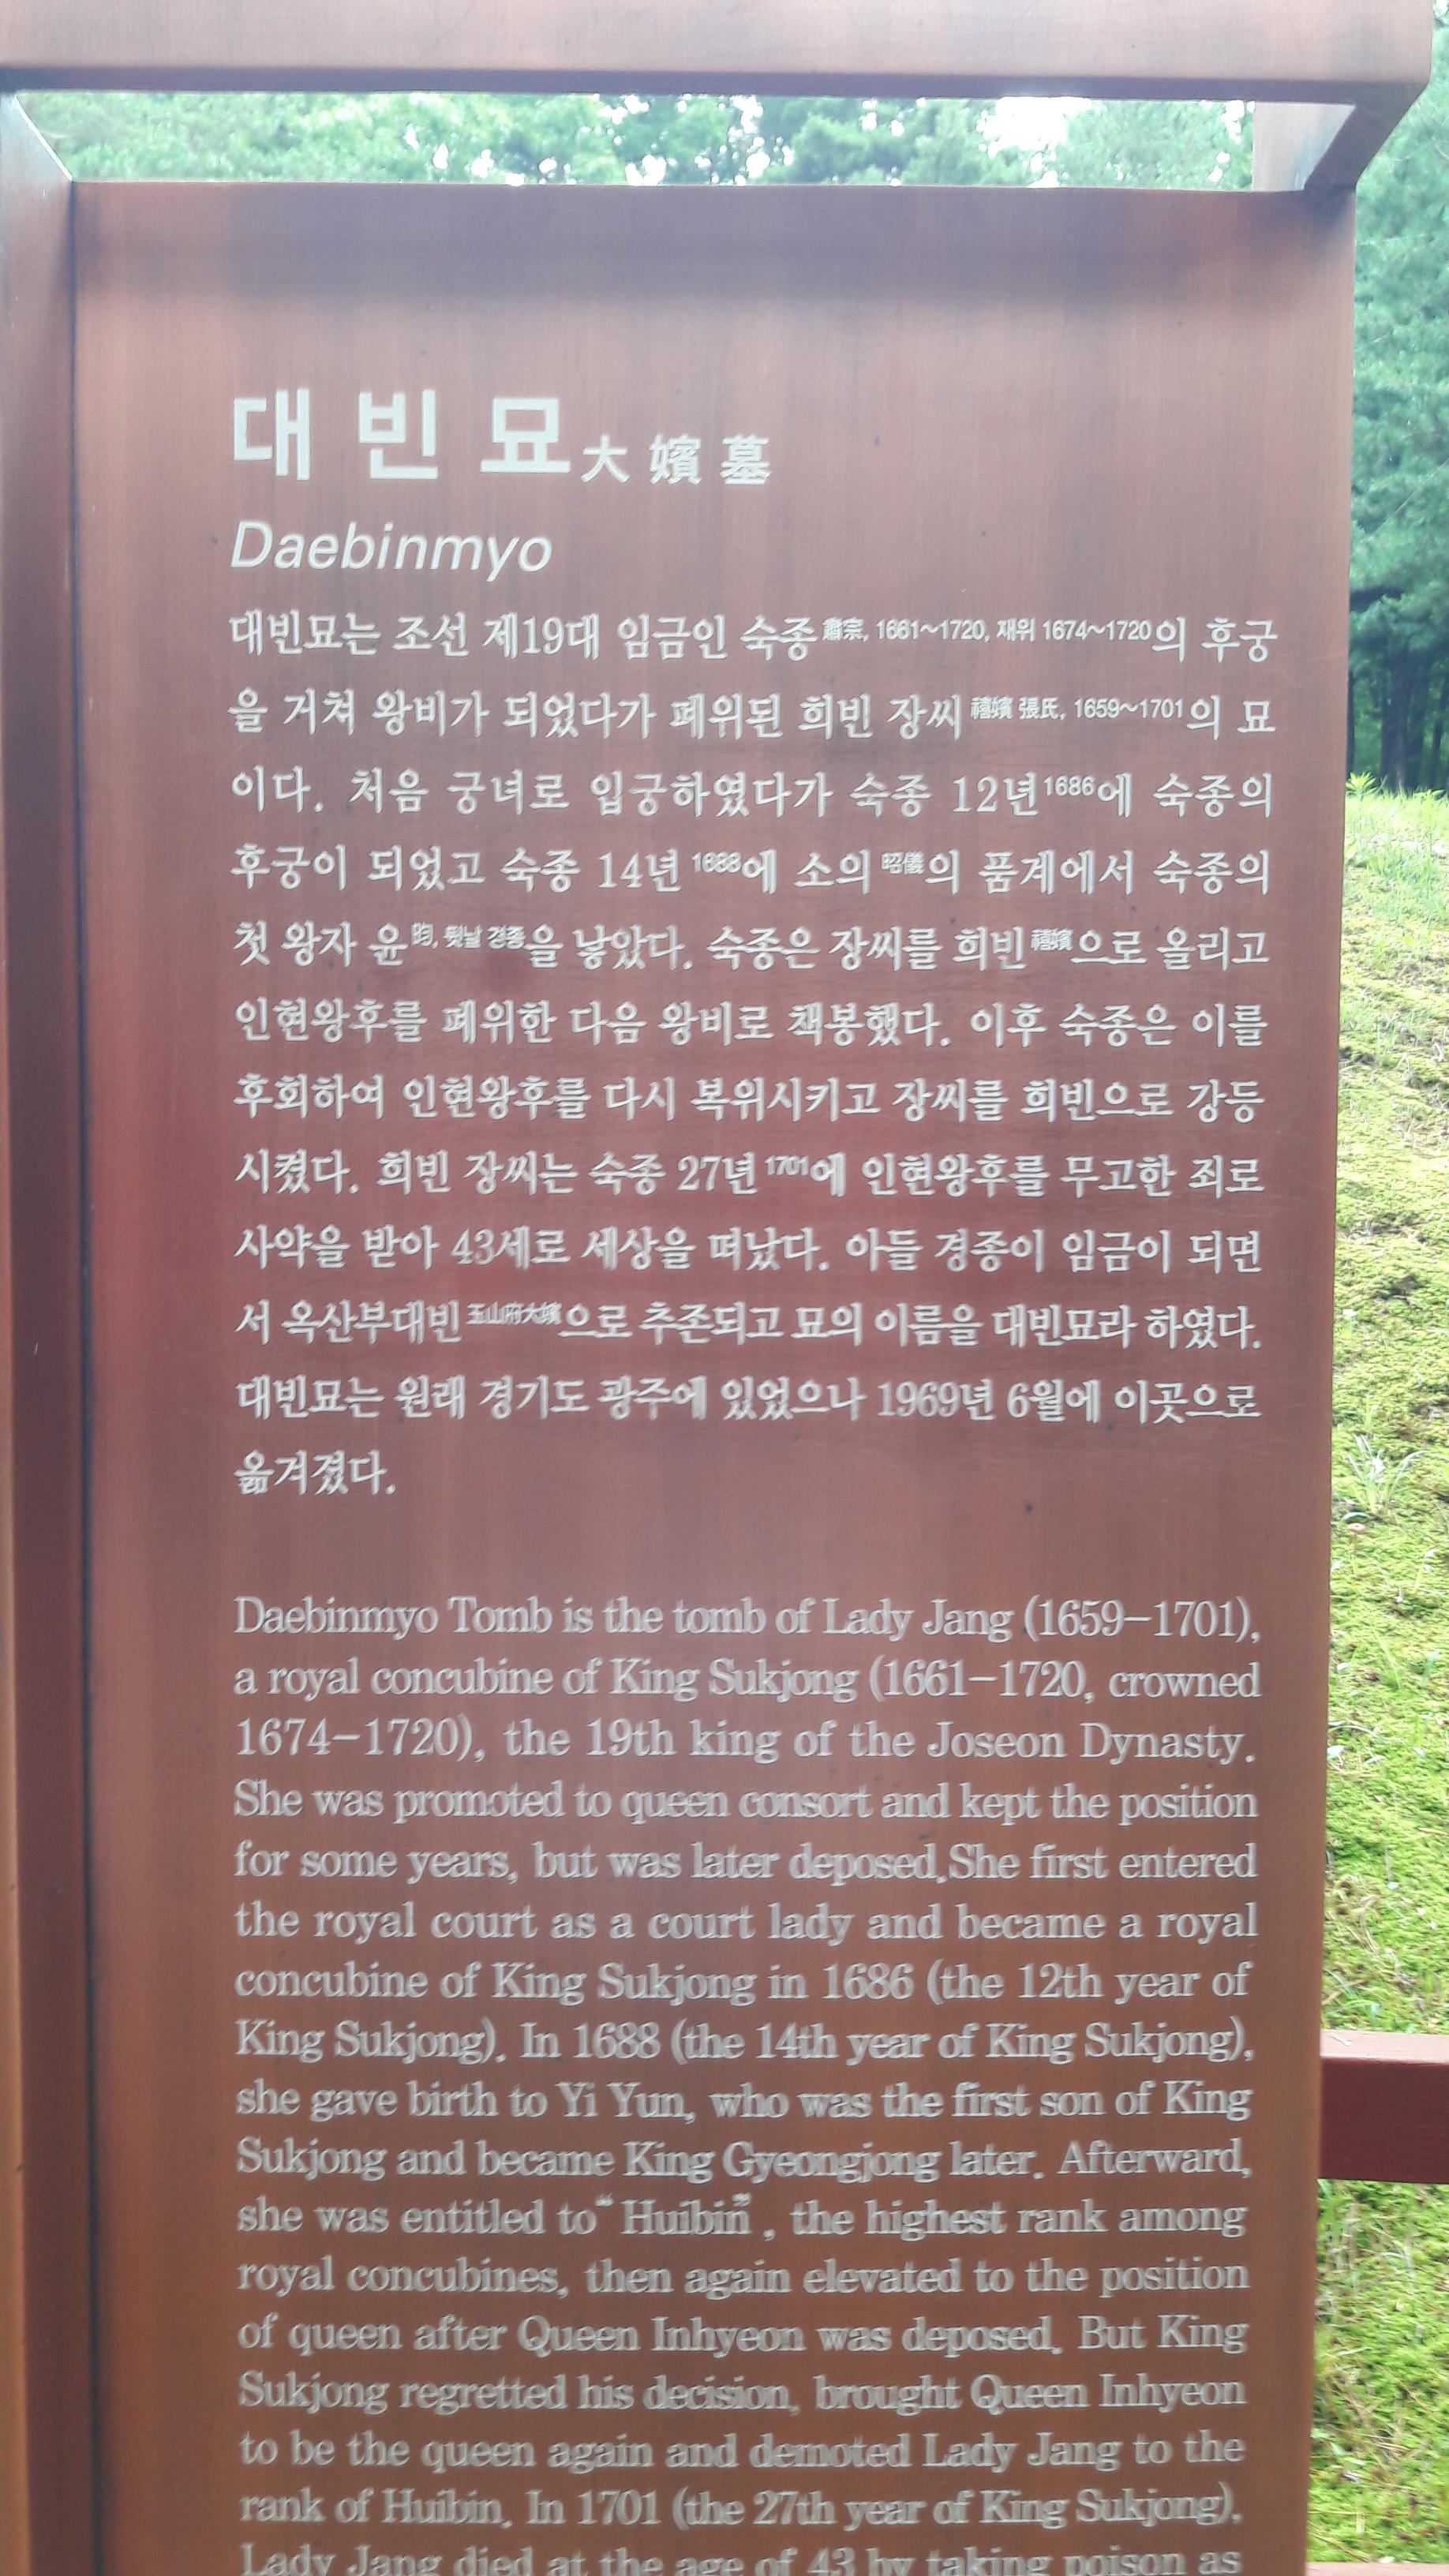 대빈묘 大嬪墓
Daebinmyo
대빈묘는 조선 제19대 임금인 숙종肅宗, 1661~1720, 재위 1674~1720의 후궁
을 거쳐 왕비가 되었다가 폐위된 희빈 장씨禧嬪 張氏, 1659~1701의 묘
이다. 처음 궁녀로 입궁하였다가 숙종 12년1686에 숙종의
후궁이 되었고 숙종 14년1688에 소의昭儀의 품계에서 숙종의
첫 왕자 윤昀, 훗날 경종을 낳았다. 숙종은 장씨를 희빈禧嬪으로 올리고
인현왕후를 폐위한 다음 왕비로 책봉했다. 이후 숙종은 이를
후회하여 인현왕후를 다시 복위시키고 장씨를 희빈으로 강등
시켰다. 희빈 장씨는 숙종 27년1701에 인현왕후를 무고한 죄로
사약을 받아 43세로 세상을 떠났다. 아들 경종이 임금이 되면
서 옥산부대빈玉山府大嬪으로 추존되고 묘의 이름을 대빈묘라 하였다.
대빈묘는 원래 경기도 광주에 있었으나 1969년 6월에 이곳으로
옮겨졌다.
Daebinmyo Tomb is the tomb of Lady Jang (1659-1701),
a royal concubine of King Sukjong (1661-1720, crowned
1674-1720), the 19th king of the Joseon Dynasty.
She was promoted to queen consort and kept the position
for some years, but was later deposed.She first entered
the royal court as a court lady and became a royal
concubine of King Sukjong in 1686 (the 12th year of
King Sukjong). In 1688 (the 14th year of King Sukjong),
she gave birth to Yi Yun, who was the first son of King
Sukjong and became King Gyeongjong later. Afterward,
she was entitled to“ Huibin” , the highest rank among
royal concubines, then again elevated to the position
of queen after Queen Inhyeon was deposed. But King
Sukjong regretted his decision, brought Queen Inhyeon
to be the queen again and demoted Lady Jang to the
rank of Huibin. In 1701 (the 27th year of King Sukjong).
Lady Jang died at the age of 43 by taking poison as